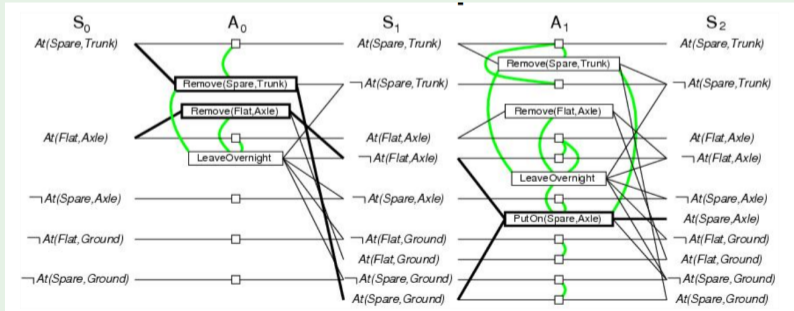 S0 A0 S1 A1 S2
At(Spare,Trunk) At(Spare,Trunk) At(Spare,Trunk)
Remove(Spare,Trunk)
Remove(Spare,Trunk) ¬At(Spare,Trunk) ¬At(Spare,Trunk)
Remove(Flat,Axle) Remove(Flat,Axle)
At(Flat,Axle) At(Flat,Axle) At(Flat,Axle)
LeaveOvernight ¬At(Flat,Axle) ¬At(Flat,Axle)
LeaveOvernight
¬At(Spare,Axle) ¬At(Spare,Axle) ¬At(Spare,Axle)
PutOn(Spare,Axle) At(Spare,Axle)
¬At(Flat,Ground) ¬At(Flat,Ground) ¬At(Flat,Ground)
At(Flat,Ground) At(Flat,Ground)
¬At(Spare,Ground) ¬At(Spare,Ground) ¬At(Spare,Ground)
At(Spare,Ground) At(Spare,Ground)